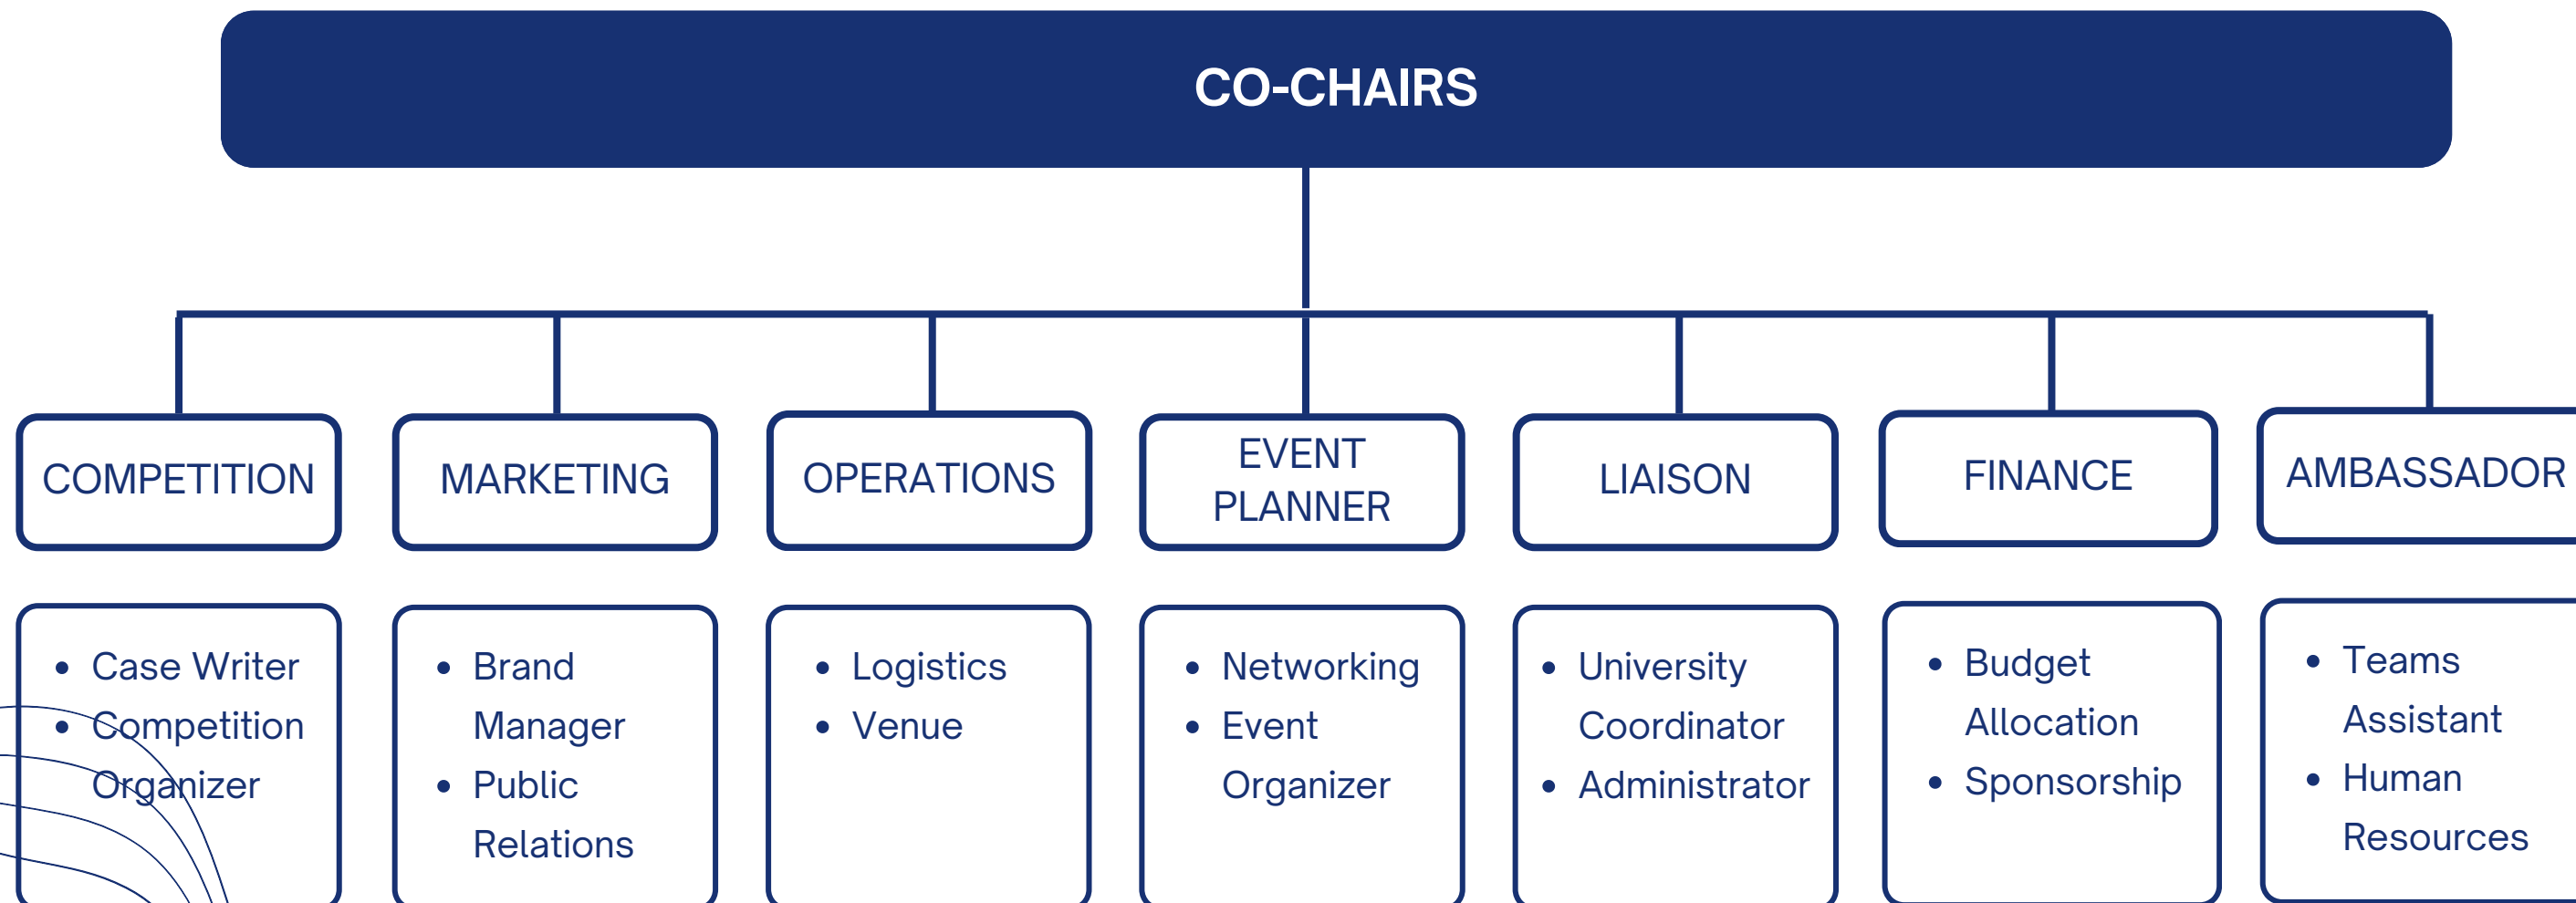 CO-CHAIRS
COMPETITION
MARKETING
OPERATIONS
EVENT
PLANNER
LIAISON
FINANCE
AMBASSADOR
• Case Writer
• Competition
Organizer
• Brand
Manager
• Public
Relations
• Logistics
• Venue
• Networking
• Event
Organizer
• University
Coordinator
• Administrator
• Budget
Allocation
• Sponsorship
• Teams
Assistant
• Human
Resources